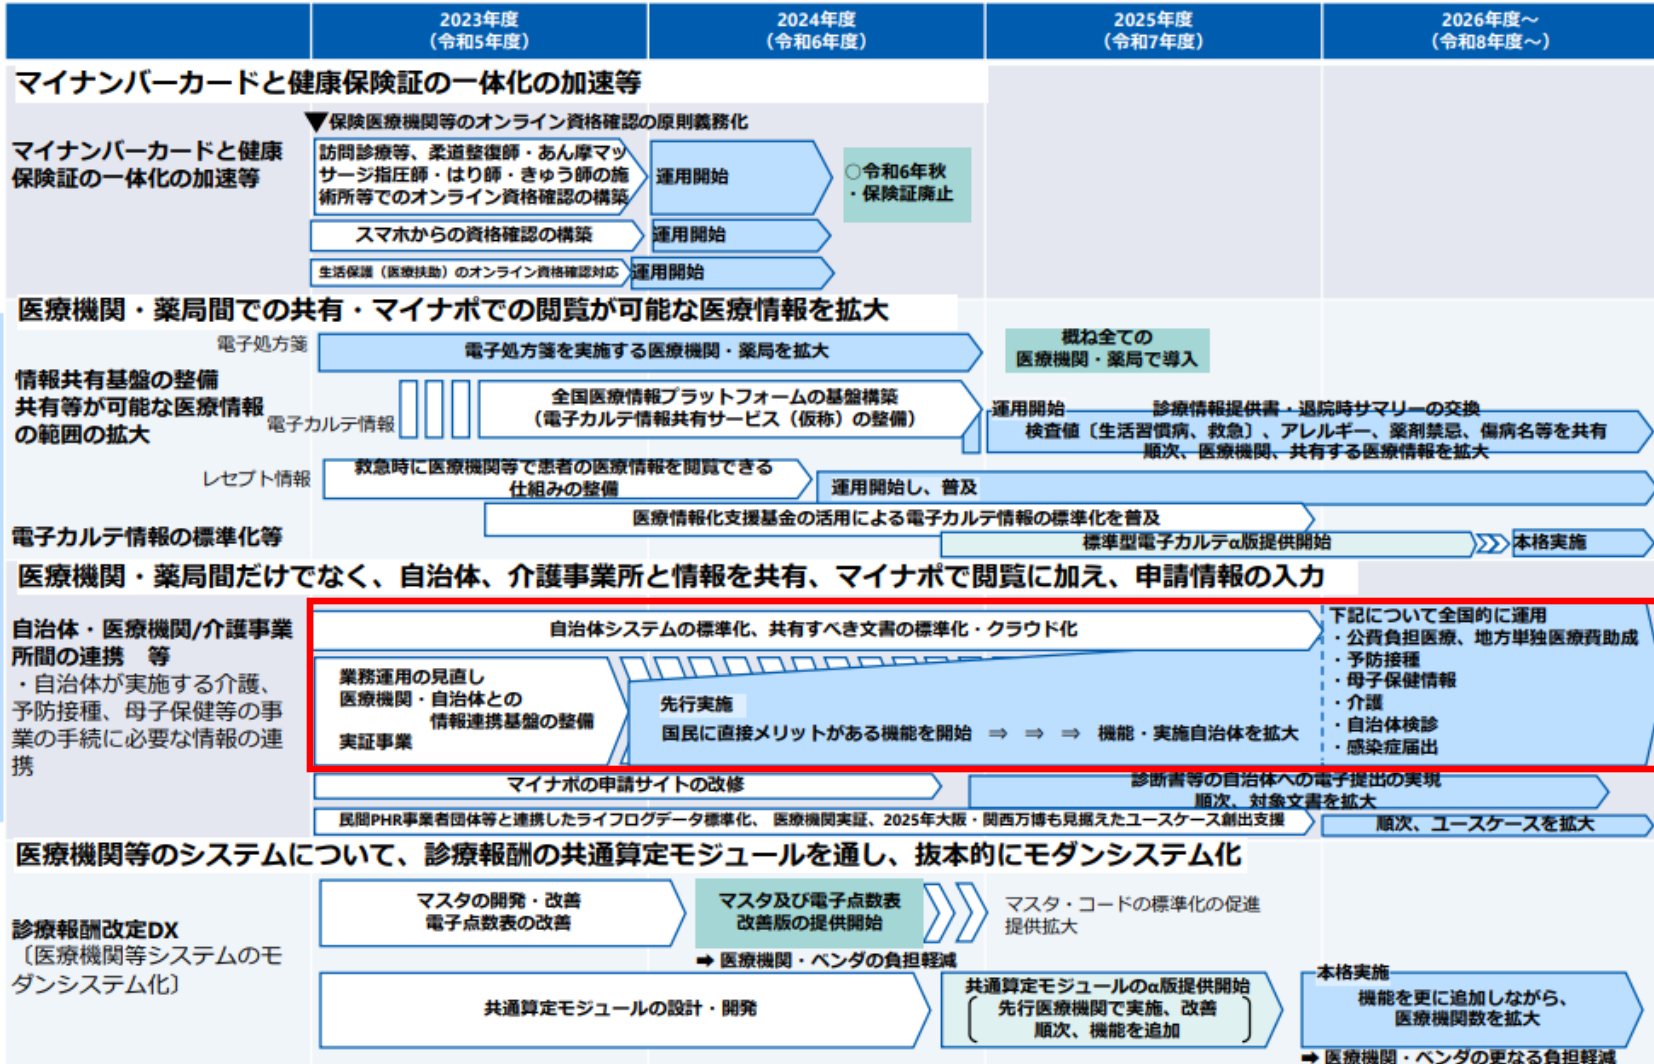 2023年度
（令和5年度）
2024年度
（令和6年度）
2025年度
（令和7年度）
2026年度～
（令和8年度～）
マイナンバーカードと健康保険証の一体化の加速等
マイナンバーカードと健康
保険証の一体化の加速等
▼保険医療機関等のオンライン資格確認の原則義務化
訪問診療等、柔道整復師・あん摩マッ
サージ指圧師・はり師・きゅう師の施
術所等でのオンライン資格確認の構築
運用開始
○令和6年秋
・保険証廃止
スマホからの資格確認の構築
運用開始
生活保護（医療扶助）のオンライン資格確認対応
運用開始
医療機関・薬局間での共有・マイナポでの閲覧が可能な医療情報を拡大
情報共有基盤の整備
共有等が可能な医療情報
の範囲の拡大
電子処方箋
電子処方箋を実施する医療機関・薬局を拡大
概ね全ての
医療機関・薬局で導入
電子カルテ情報
全国医療情報プラットフォームの基盤構築
（電子カルテ情報共有サービス（仮称）の整備）
運用開始
診療情報提供書・退院時サマリーの交換
検査値〔生活習慣病、救急〕、アレルギー、薬剤禁忌、傷病名等を共有
順次、医療機関、共有する医療情報を拡大
レセプト情報
救急時に医療機関等で患者の医療情報を閲覧できる
仕組みの整備
運用開始し、普及
電子カルテ情報の標準化等
医療情報化支援基金の活用による電子カルテ情報の標準化を普及
標準型電子カルテα版提供開始
本格実施
医療機関・薬局間だけでなく、自治体、介護事業所と情報を共有、マイナポで閲覧に加え、申請情報の入力
自治体・医療機関/介護事業
所間の連携　等
・自治体が実施する介護、
予防接種、母子保健等の事
業の手続に必要な情報の連
携
自治体システムの標準化、共有すべき文書の標準化・クラウド化
業務運用の見直し
医療機関・自治体との
情報連携基盤の整備
実証事業
先行実施
国民に直接メリットがある機能を開始　⇒　⇒　⇒　機能・実施自治体を拡大
下記について全国的に運用
・公費負担医療、地方単独医療費助成
・予防接種
・母子保健情報
・介護
・自治体検診
・感染症届出
マイナポの申請サイトの改修
診断書等の自治体への電子提出の実現
順次、対象文書を拡大
民間PHR事業者団体等と連携したライフログデータ標準化、 医療機関実証、2025年大阪・関西万博も見据えたユースケース創出支援
順次、ユースケースを拡大
医療機関等のシステムについて、診療報酬の共通算定モジュールを通し、抜本的にモダンシステム化
診療報酬改定DX
〔医療機関等システムのモ
ダンシステム化〕
マスタの開発・改善
電子点数表の改善
マスタ及び電子点数表
改善版の提供開始
マスタ・コードの標準化の促進
提供拡大
➡ 医療機関・ベンダの負担軽減
共通算定モジュールの設計・開発
共通算定モジュールのα版提供開始
先行医療機関で実施、改善
順次、機能を追加
本格実施
機能を更に追加しながら、
医療機関数を拡大
➡ 医療機関・ベンダの更なる負担軽減